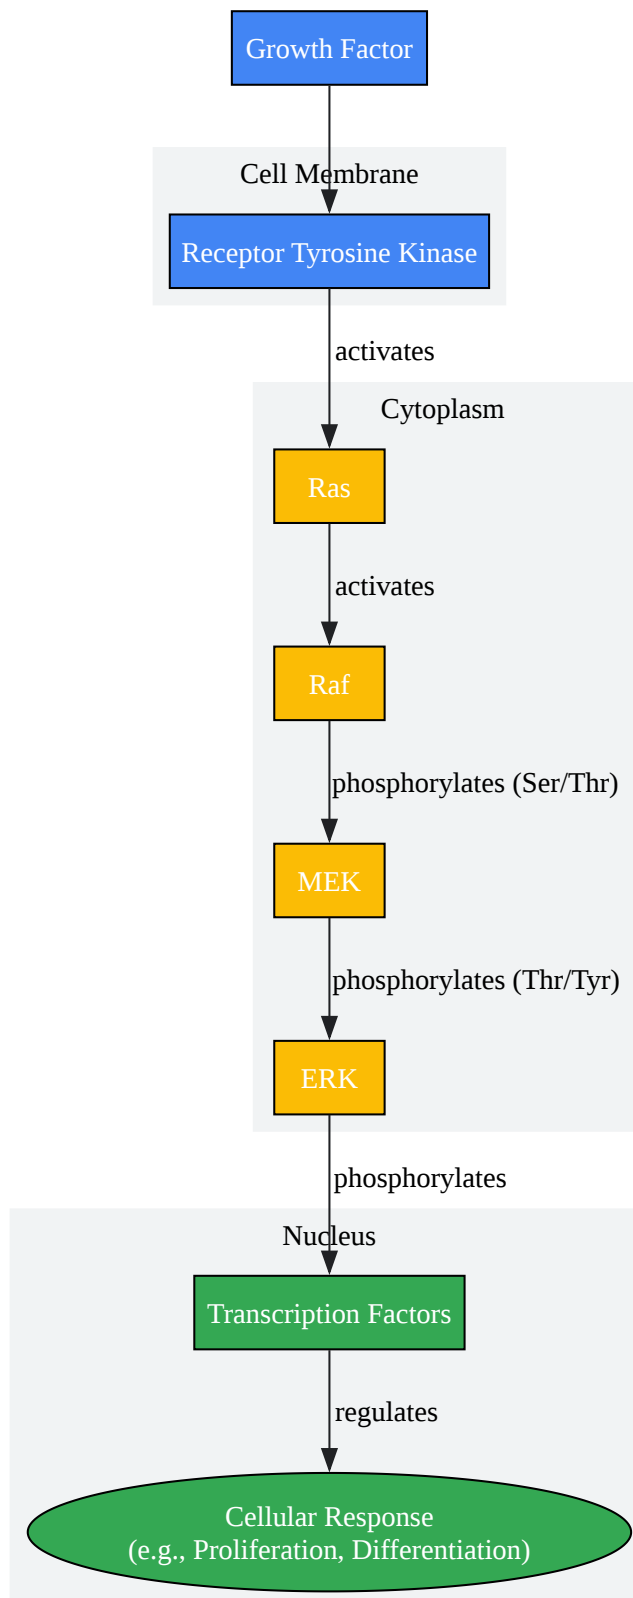 Growth Factor
Cell Membrane
Receptor Tyrosine Kinase
activates
Cytoplasm
Ras
activates
Raf
phosphorylates (Ser/Thr)
MEK
phosphorylates (Thr/Tyr)
ERK
phosphorylates
Nucleus
Transcription Factors
regulates
Cellular Response
(e.g., Proliferation, Differentiation)